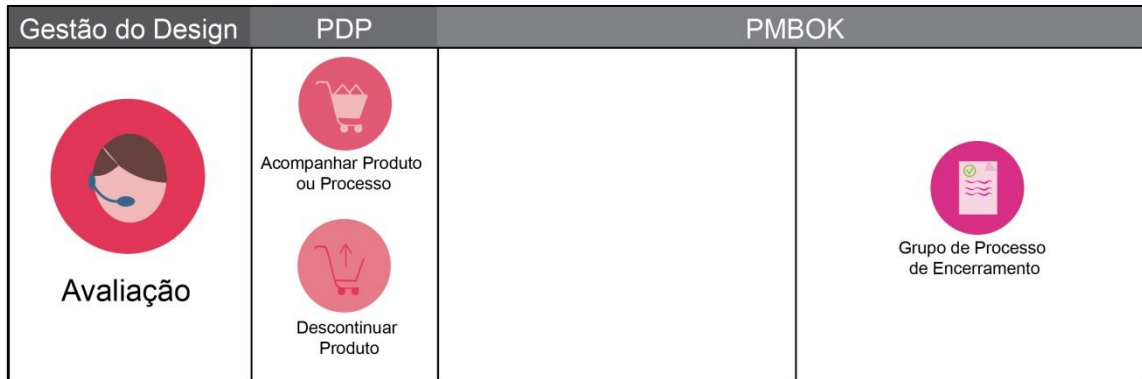 Gestão do Design
PDP
PMBOK
Avaliação
Acompanhar Produto
ou Processo
Descontinuar
Produto
Grupo de Processo
de Encerramento